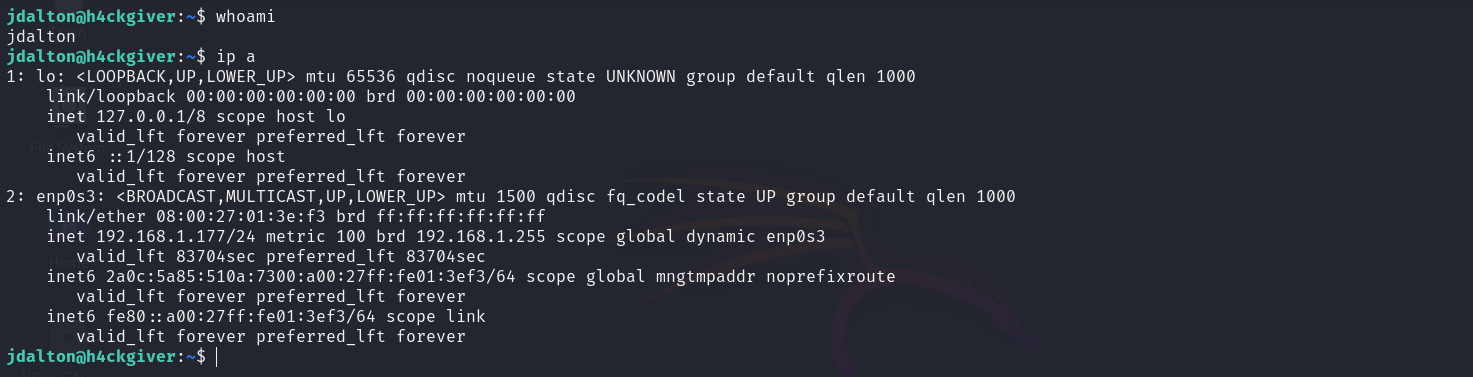 jdalton@h4ckgiver:~$ whoami
jdalton
jdalton@h4ckgiver:~$ ip a
1: lo: <LOOPBACK,UP,LOWER_UP> mtu 65536 qdisc noqueue state UNKNOWN group default qlen 1000
    link/loopback 00:00:00:00:00:00 brd 00:00:00:00:00:00
    inet 127.0.0.1/8 scope host lo
       valid_lft forever preferred_lft forever
    inet6 ::1/128 scope host
       valid_lft forever preferred_lft forever
2: enp0s3: <BROADCAST,MULTICAST,UP,LOWER_UP> mtu 1500 qdisc fq_codel state UP group default qlen 1000
    link/ether 08:00:27:01:3e:f3 brd ff:ff:ff:ff:ff:ff
    inet 192.168.1.177/24 metric 100 brd 192.168.1.255 scope global dynamic enp0s3
       valid_lft 83704sec preferred_lft 83704sec
    inet6 2a0c:5a85:510a:7300:a00:27ff:fe01:3ef3/64 scope global mngtmpaddr noprefixroute
       valid_lft forever preferred_lft forever
    inet6 fe80::a00:27ff:fe01:3ef3/64 scope link
       valid_lft forever preferred_lft forever
jdalton@h4ckgiver:~$